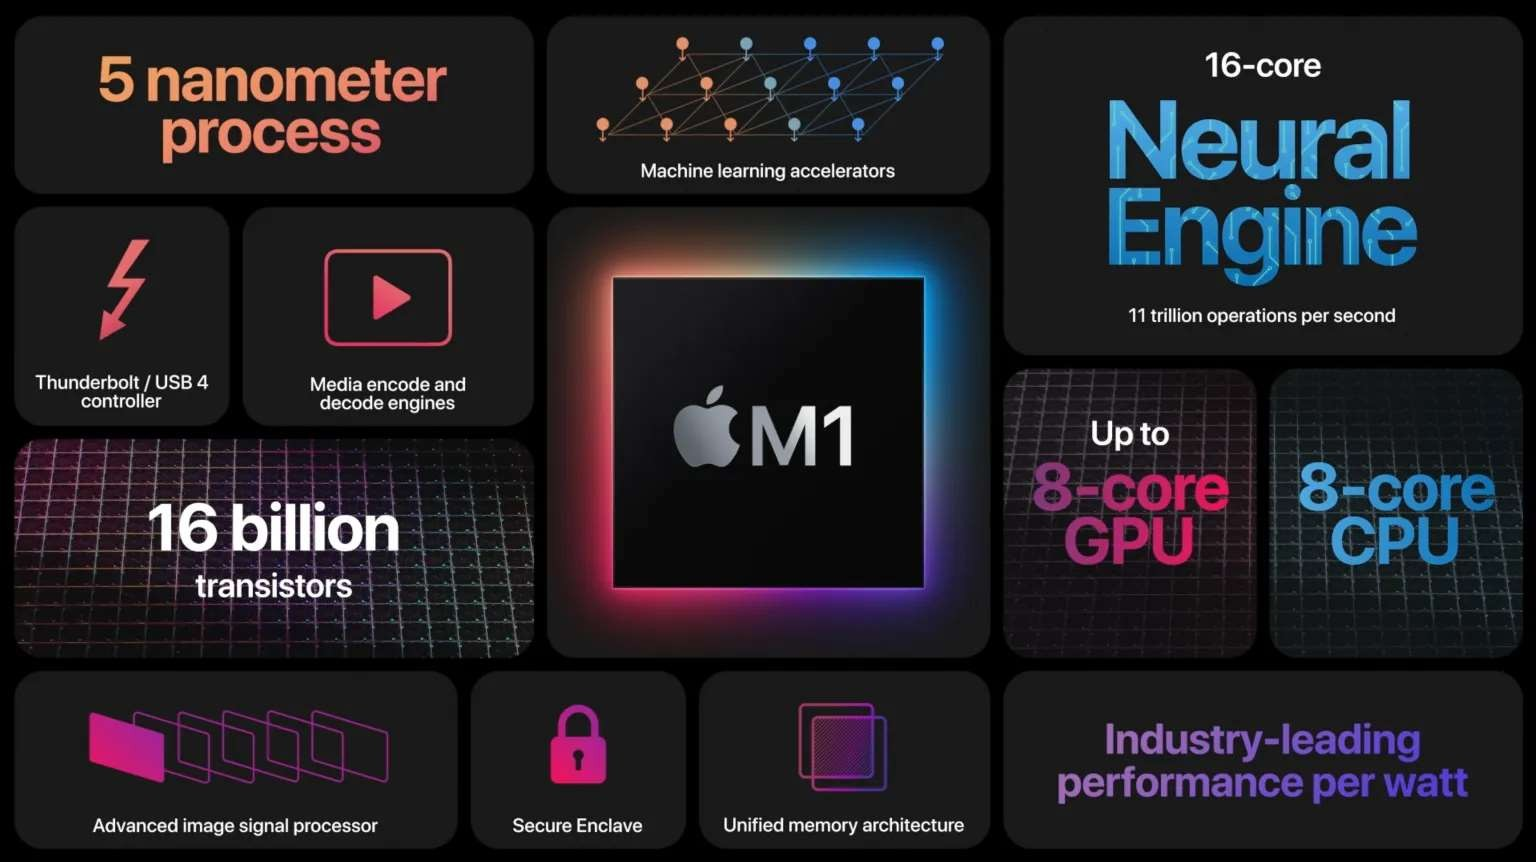 5 nanometer
process
Machine learning accelerators
16-core
Neural
Engine
11 trillion operations per second
Thunderbolt / USB 4
controller
Media encode and
decode engines
M1
Up to
8-core
GPU
8-core
CPU
16 billion
transistors
Advanced image signal processor
Secure Enclave
Unified memory architecture
Industry-leading
performance per watt